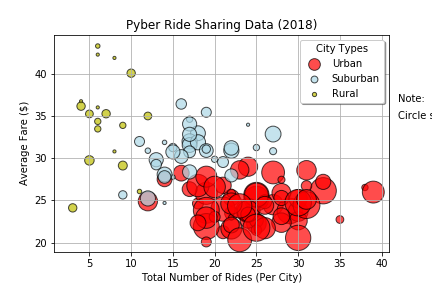 Pyber Ride Sharing Data (2018)
City Types
Urban
Suburban
Rural
Note:
Circle s
Average Fare ($)
40
35
30
25
20
5 10 15 20 25 30 35 40
Total Number of Rides (Per City)